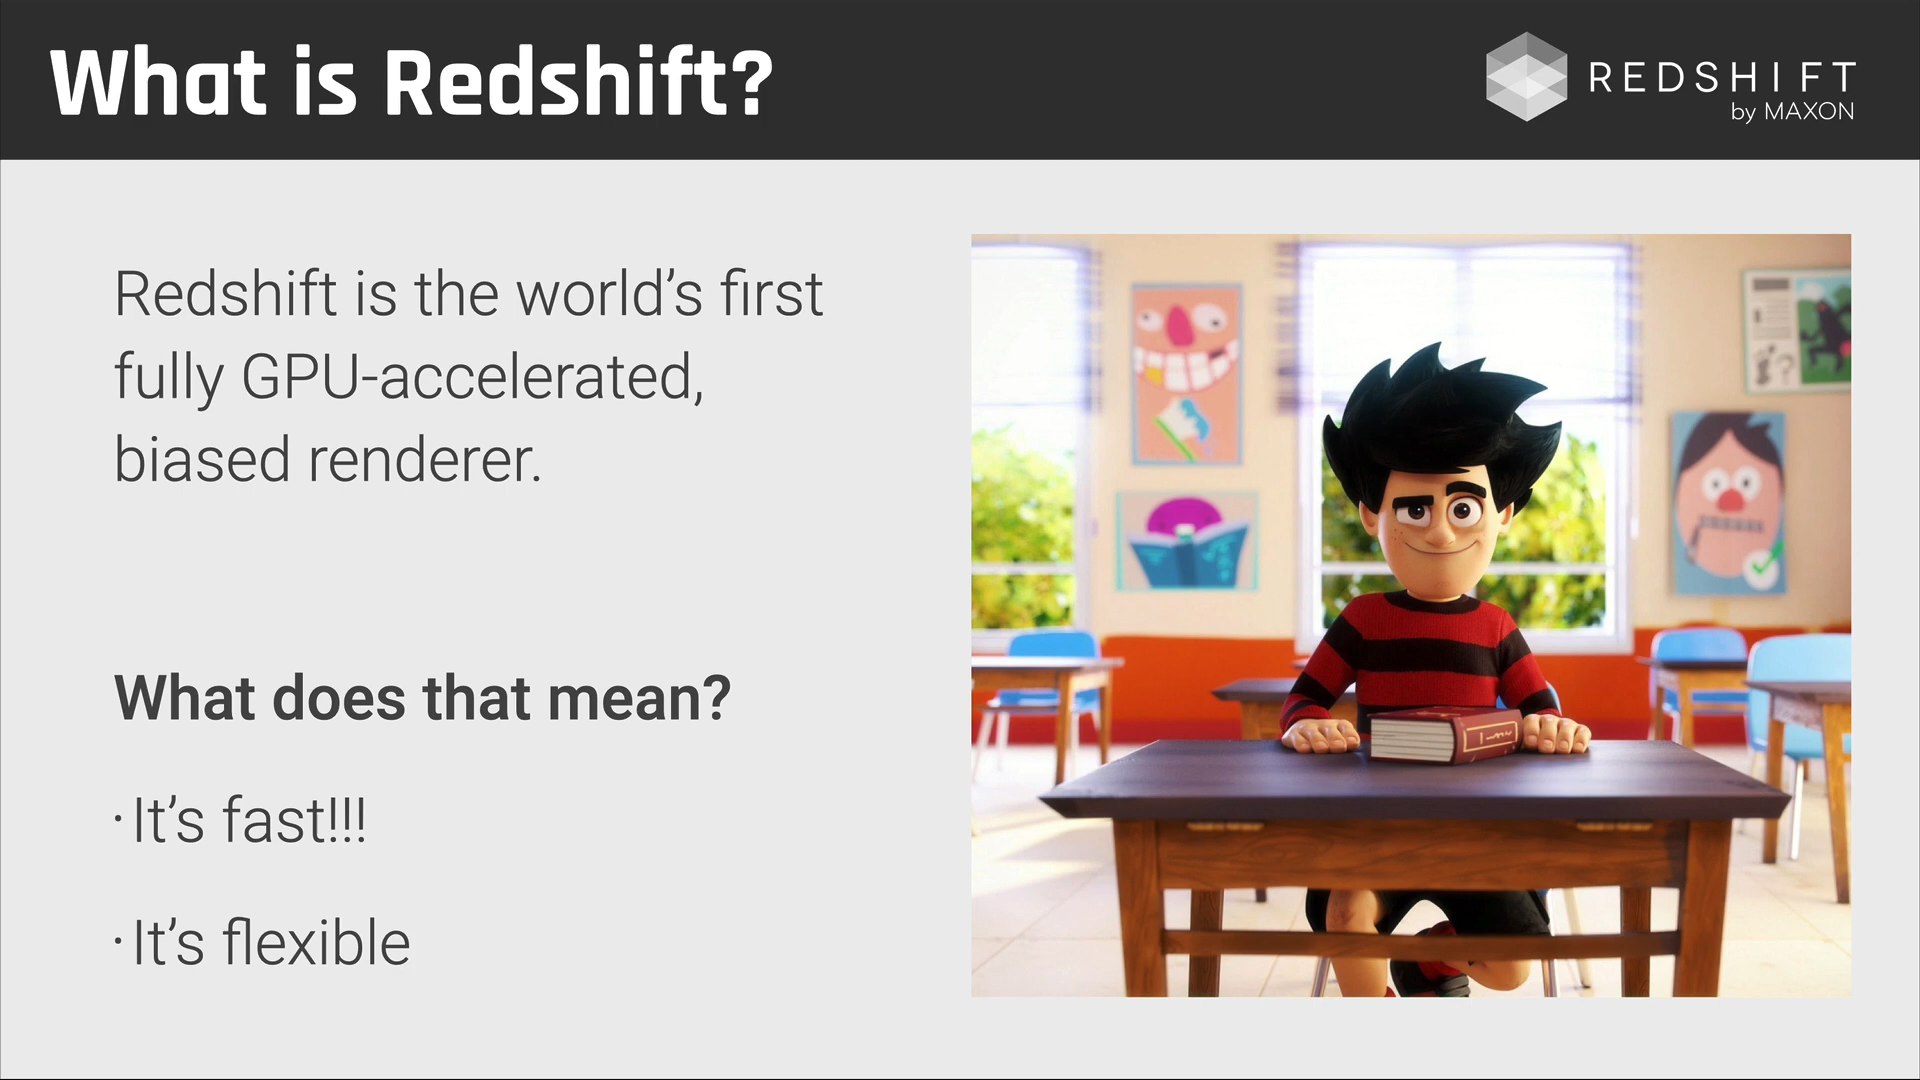 What is Redshift?
REDSHIFT
by MAXON
Redshift is the world’s first
fully GPU-accelerated,
biased renderer.
What does that mean?
· It’s fast!!!
· It’s flexible